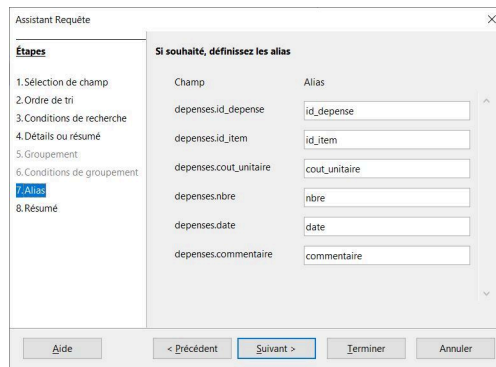 Assistant Requête
Étapes
1.Sélection de champ
2.Ordre de tri
3.Conditions de recherche
4.Détails ou résumé
5.Groupement
6.Conditions de groupement
7.Alias
8.Résumé
Si souhaité, définissez les alias
Champ Alias
depenses.id_depense id_depense
depenses.id_item id_item
depenses.cout_unitaire cout_unitaire
depenses.nbre nbre
depenses.date date
depenses.commentaire commentaire
Aide < Précédent Suivant > Terminer Annuler